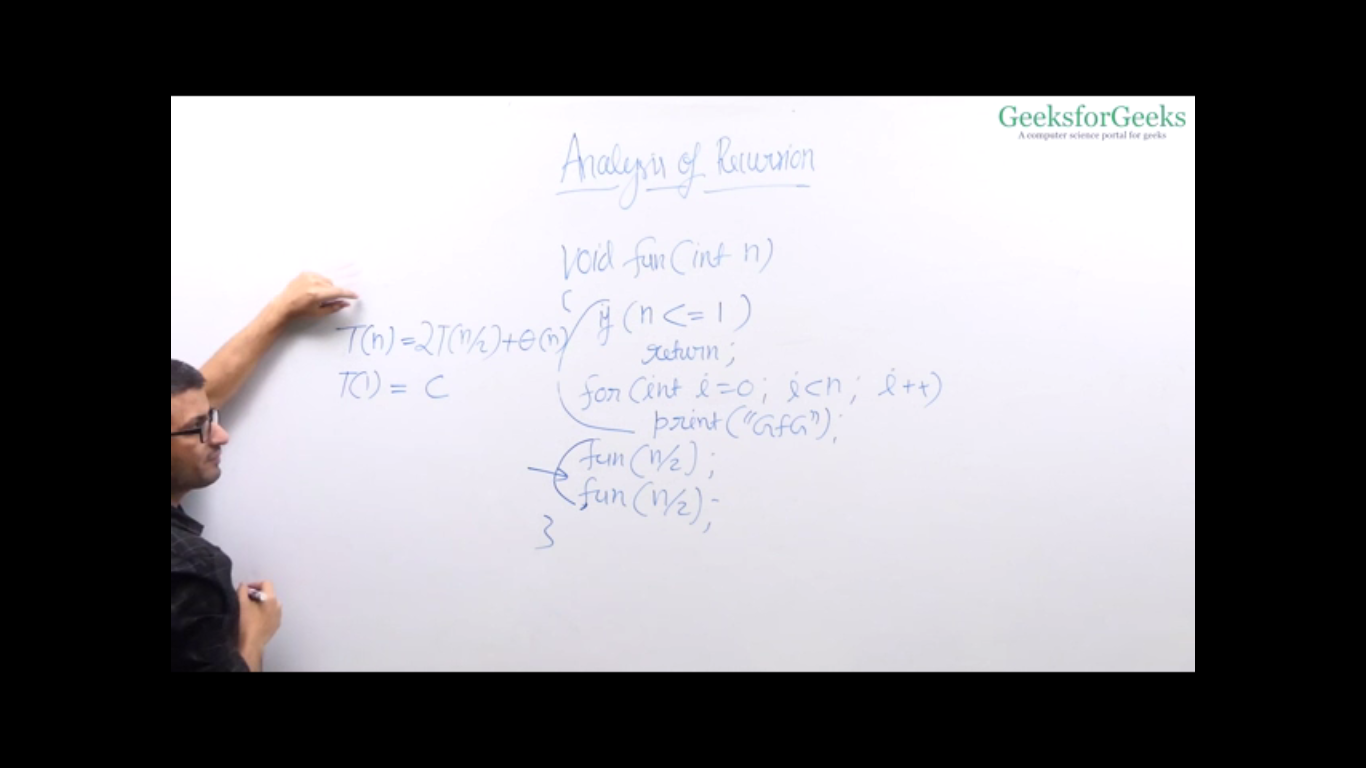 GeeksforGeeks
A computer science portal for geeks
Analysis of Recursion
void fun(int n)
{
if (n <= 1)
return;
for(int i=0; i<n; i++)
print("GfG");
fun(n/2);
fun(n/2);
}
T(n)=2T(n/2)+θ(n)
T(1) = C